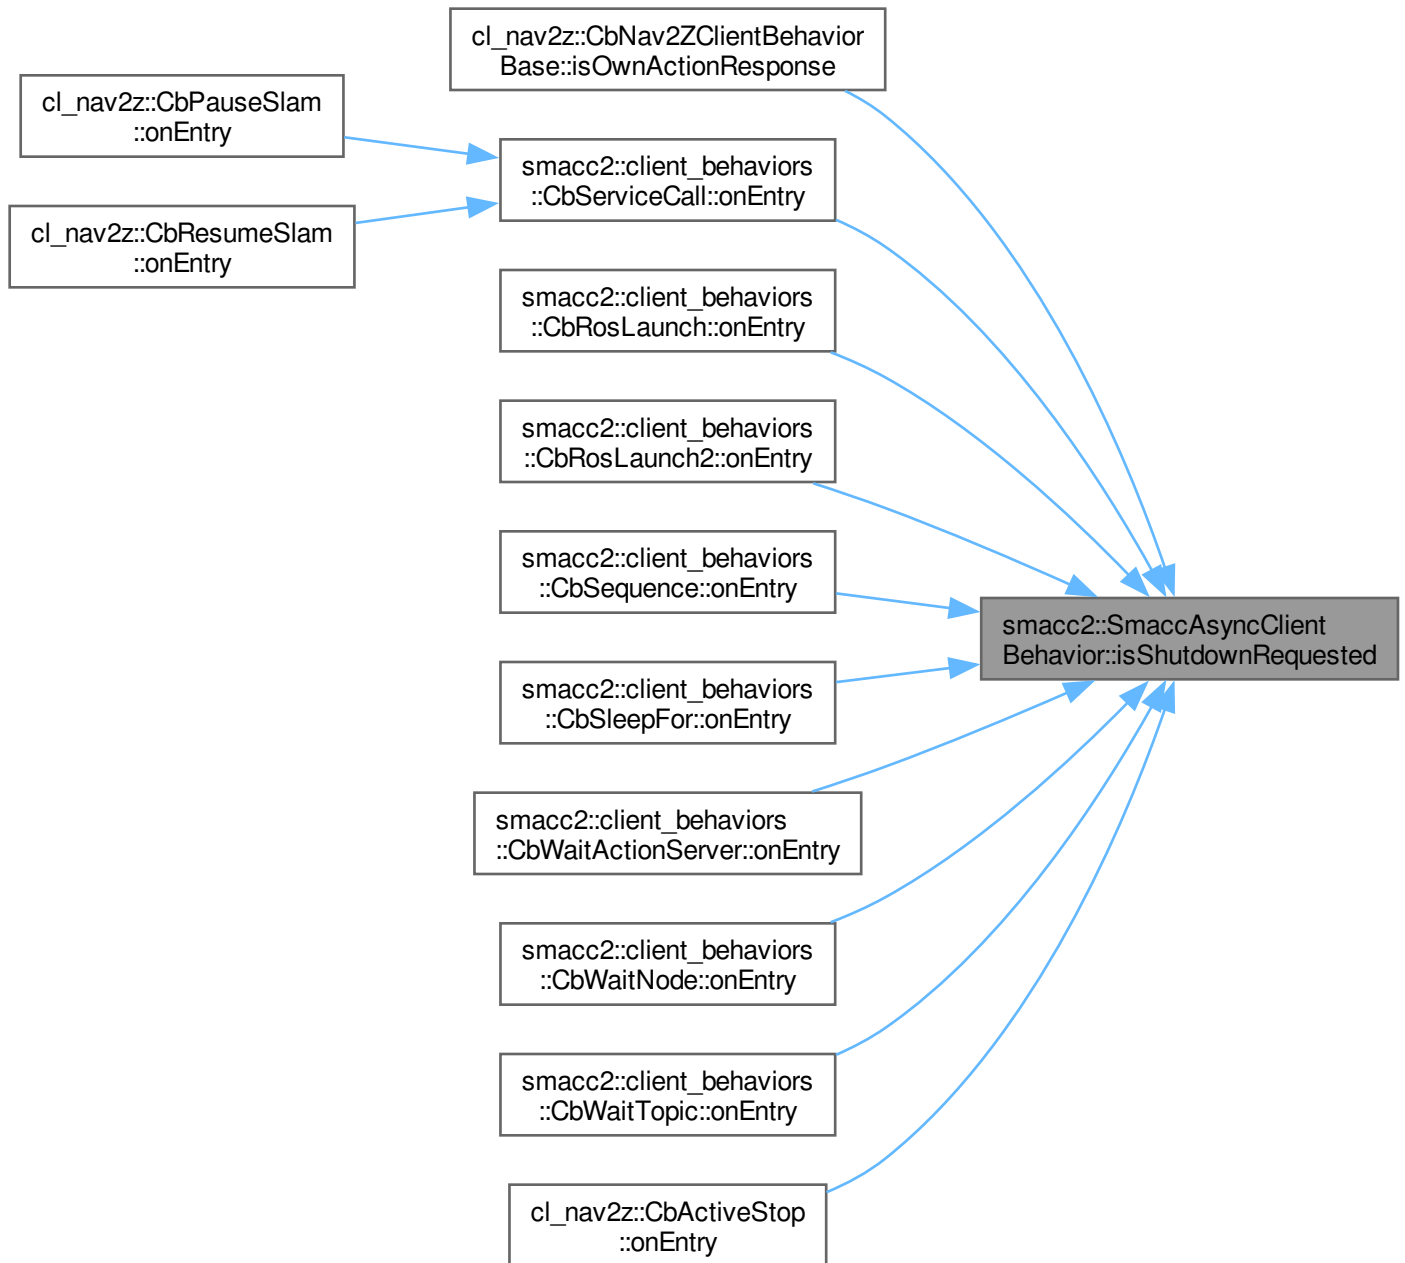 cl_nav2z::CbNav2ZClientBehavior
Base::isOwnActionResponse
cl_nav2z::CbPauseSlam
::onEntry
smacc2::client_behaviors
::CbServiceCall::onEntry
cl_nav2z::CbResumeSlam
::onEntry
smacc2::client_behaviors
::CbRosLaunch::onEntry
smacc2::client_behaviors
::CbRosLaunch2::onEntry
smacc2::client_behaviors
::CbSequence::onEntry
smacc2::SmaccAsyncClient
Behavior::isShutdownRequested
smacc2::client_behaviors
::CbSleepFor::onEntry
smacc2::client_behaviors
::CbWaitActionServer::onEntry
smacc2::client_behaviors
::CbWaitNode::onEntry
smacc2::client_behaviors
::CbWaitTopic::onEntry
cl_nav2z::CbActiveStop
::onEntry